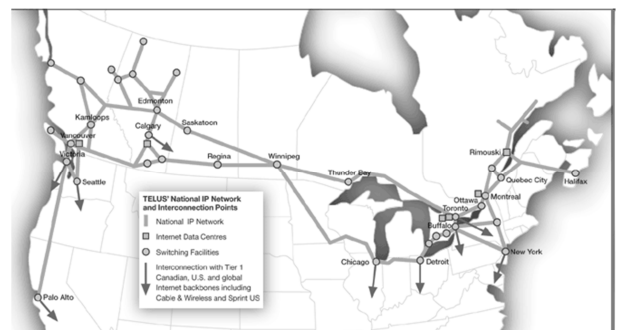 Edmonton
Kamloops
Calgary
Saskatoon
Vancouver
Victoria
Regina
Winnipeg
Rimouski
Thunder Bay
Seattle
Quebec City
Halifax
TELUS' National IP Network
and Interconnection Points
National IP Network
Internet Data Centres
Switching Facilities
Interconnection with Tier 1
Canadian, U.S. and global
Internet backbones including
Cable & Wireless and Sprint US
Ottawa
Montreal
Toronto
Buffalo
New York
Chicago
Detroit
Palo Alto